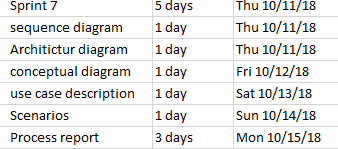 Sprint 7 5 days Thu 10/11/18
sequence diagram 1 day Thu 10/11/18
Architictur diagram 1 day Thu 10/11/18
conceptual diagram 1 day Fri 10/12/18
use case description 1 day Sat 10/13/18
Scenarios 1 day Sun 10/14/18
Process report 3 days Mon 10/15/18